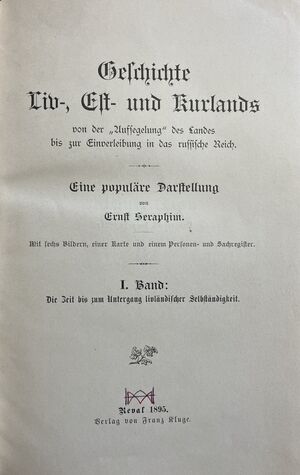 Geschichte
Liv-, Est- und Kurlands
von der „Aufsegelung“ des Landes
bis zur Einverleibung in das russische Reich.
Eine populäre Darstellung
von
Ernst Seraphim.
Mit sechs Bildern, einer Karte und einem Personen- und Sachregister.
I. Band:
Die Zeit bis zum Untergang livländischer Selbständigkeit.
Reval 1895.
Verlag von Franz Kluge.